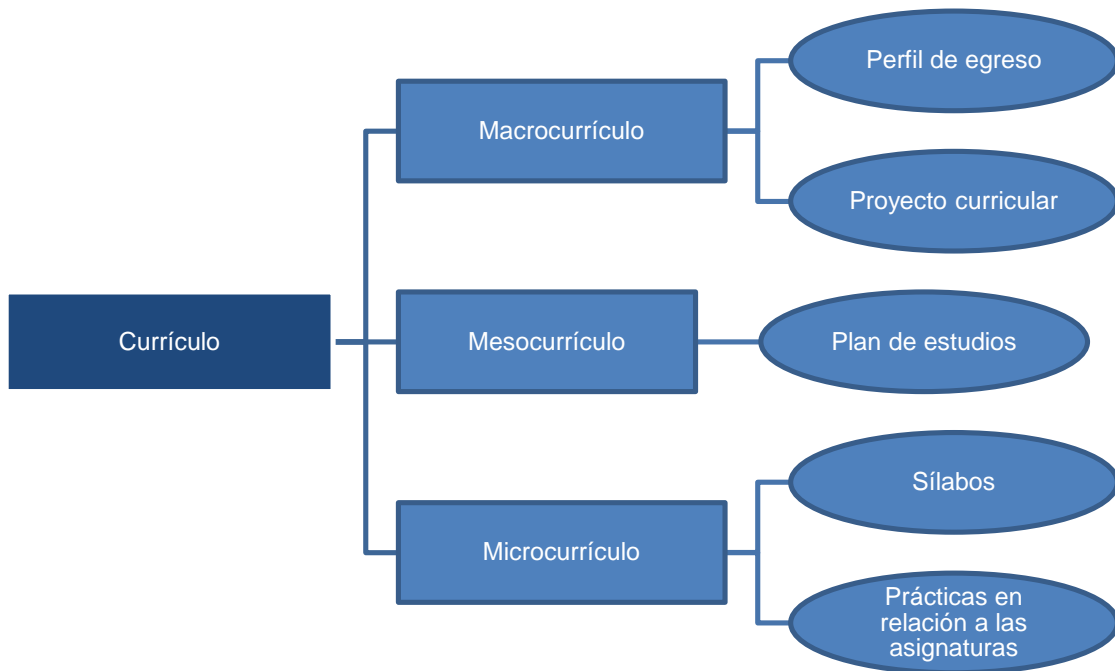 Currículo
Macrocurrículo
Perfil de egreso
Proyecto curricular
Mesocurrículo
Plan de estudios
Microcurrículo
Sílabos
Prácticas en
relación a las
asignaturas